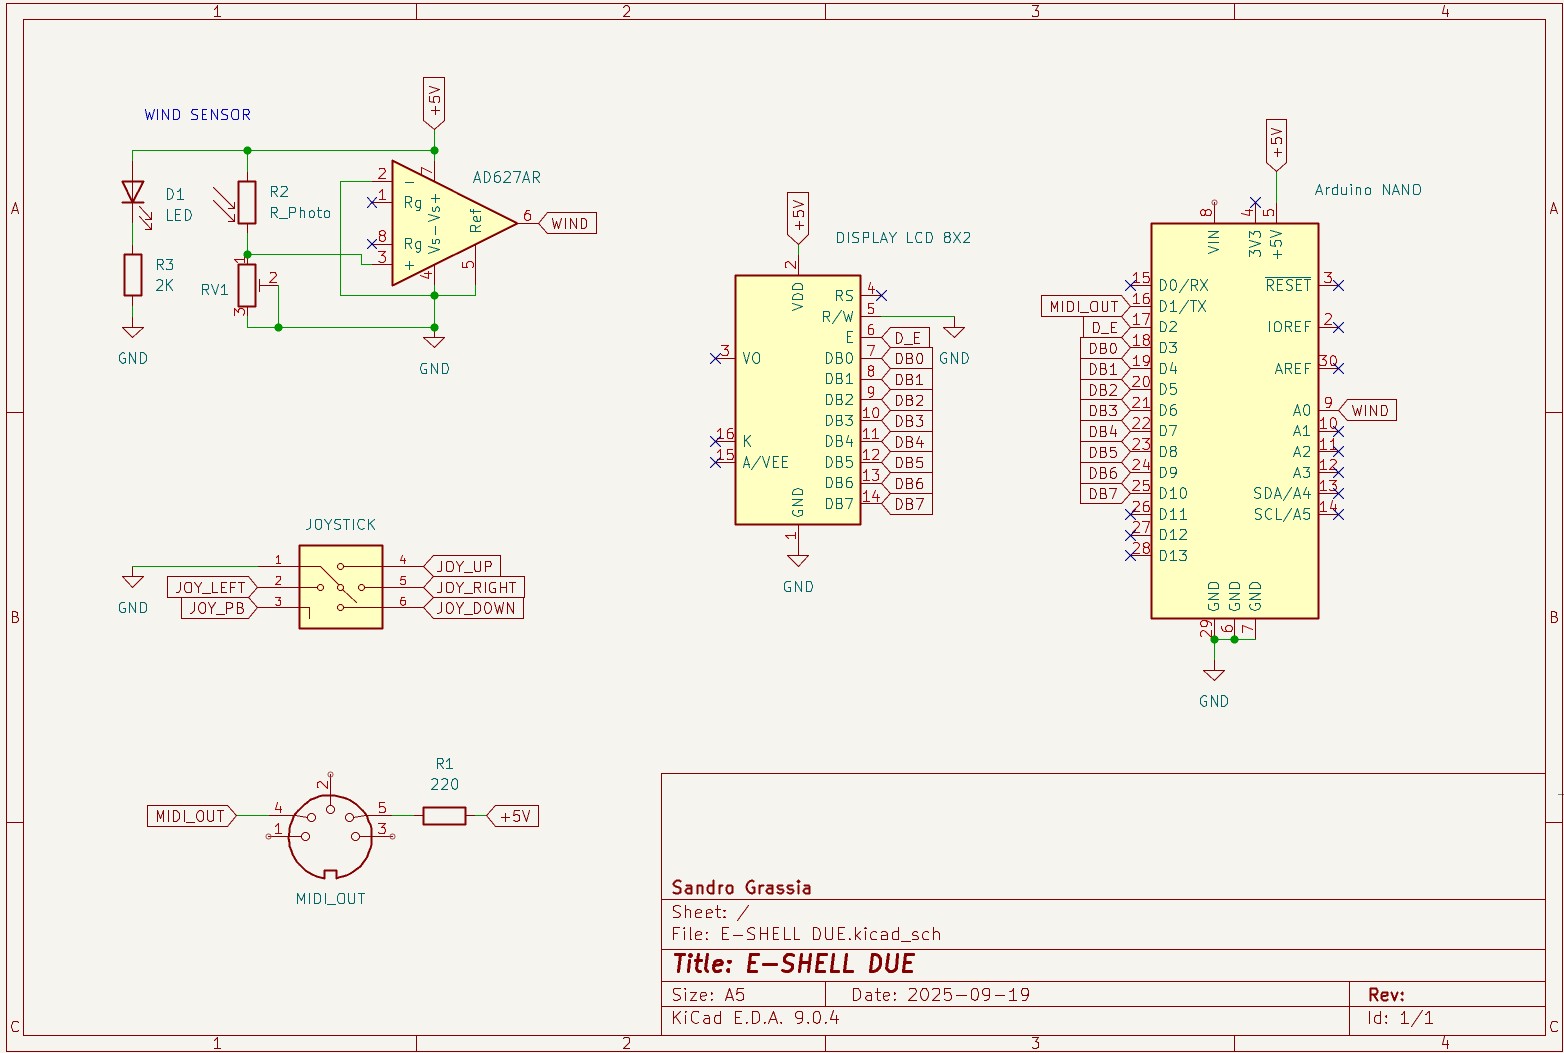 1 2 3 4
A
B
C
WIND SENSOR
+5V
D1
LED
R2
R_Photo
R3
2K
RV1
1
2
3
GND
2 -
1 Rg
8 Rg
3 +
7 Vs+
4 Vs-
5 Ref
6
AD627AR
WIND
GND
DISPLAY LCD 8X2
+5V
2 VDD
3 VO
16 K
15 A/VEE
RS 4
R/W 5
E 6 D_E
DB0 7 DB0
DB1 8 DB1
DB2 9 DB2
DB3 10 DB3
DB4 11 DB4
DB5 12 DB5
DB6 13 DB6
DB7 14 DB7
GND
GND 1
GND
Arduino NANO
+5V
8 VIN
4 3V3
5 +5V
15 D0/RX
MIDI_OUT 16 D1/TX
D_E 17 D2
DB0 18 D3
DB1 19 D4
DB2 20 D5
DB3 21 D6
DB4 22 D7
DB5 23 D8
DB6 24 D9
DB7 25 D10
26 D11
27 D12
28 D13
RESET 3
IOREF 2
AREF 30
A0 9 WIND
A1 10
A2 11
A3 12
SDA/A4 13
SCL/A5 14
GND 29
GND 6
GND 7
GND
JOYSTICK
GND
1
JOY_LEFT 2
JOY_PB 3
4 JOY_UP
5 JOY_RIGHT
6 JOY_DOWN
MIDI_OUT
4
1
2
5
3
MIDI_OUT
R1
220
+5V
Sandro Grassia
Sheet: /
File: E-SHELL DUE.kicad_sch
Title: E-SHELL DUE
Size: A5 Date: 2025-09-19 Rev:
KiCad E.D.A. 9.0.4 Id: 1/1
A
B
C
1 2 3 4